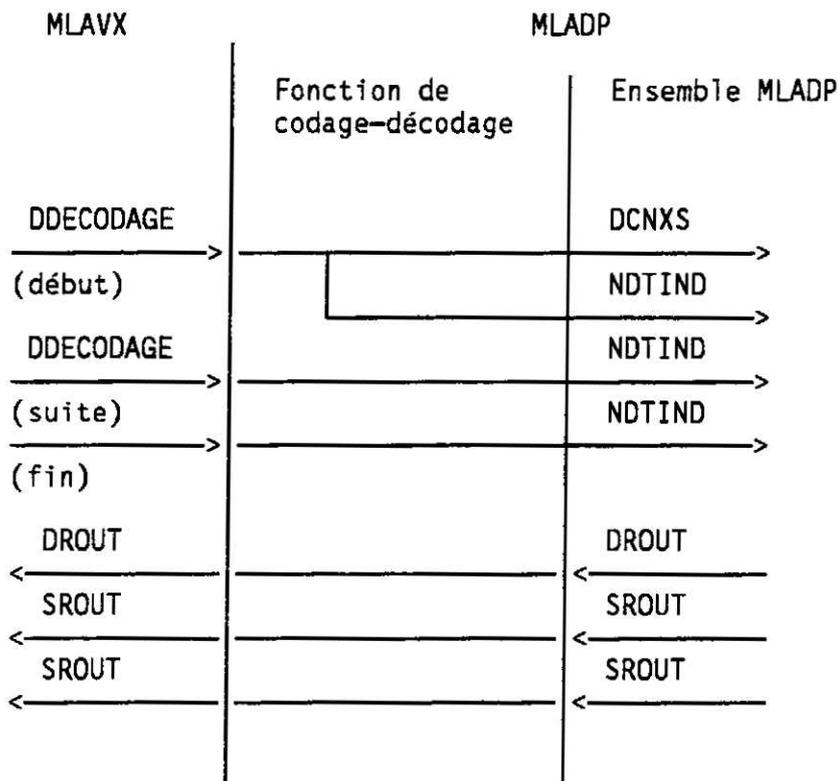 MLAVX MLADP
Fonction de Ensemble MLADP
codage-décodage
DDECODAGE DCNXS
(début) NDTIND
DDECODAGE NDTIND
(suite) NDTIND
(fin)
DROUT DROUT
SROUT SROUT
SROUT SROUT